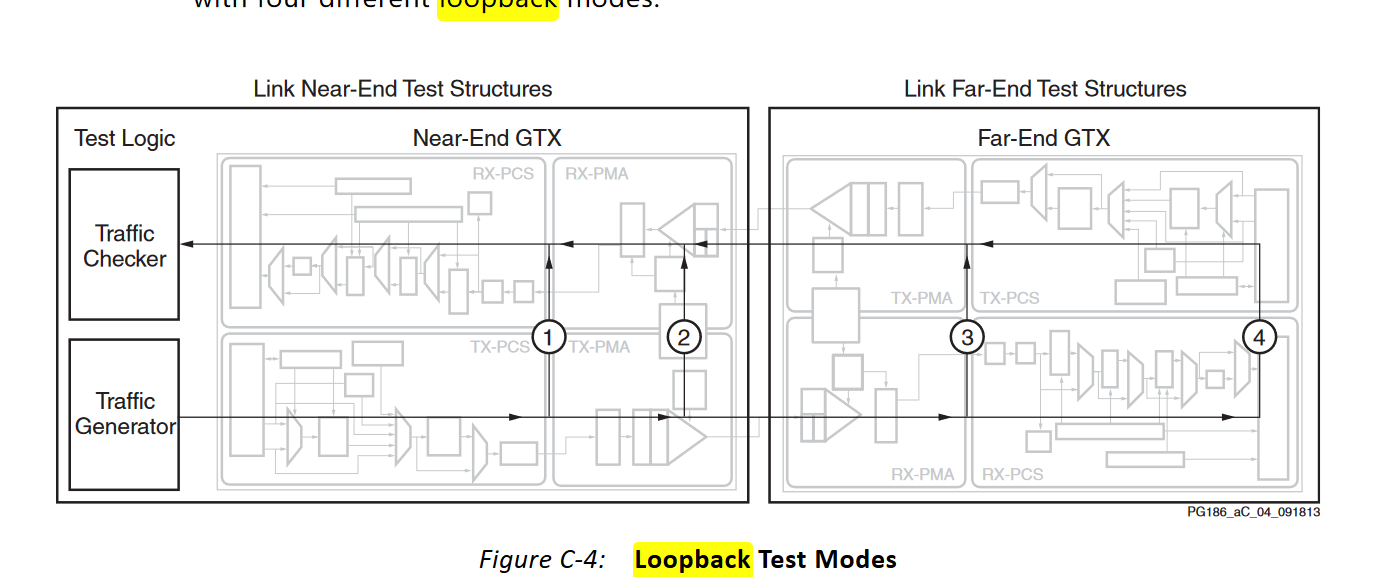 with four different loopback modes.
Link Near-End Test Structures
Link Far-End Test Structures
Test Logic
Near-End GTX
Far-End GTX
RX-PCS
RX-PMA
Traffic
Checker
TX-PMA
TX-PCS
1
2
3
4
TX-PCS
TX-PMA
Traffic
Generator
RX-PMA
RX-PCS
PG186_aC_04_091813
Figure C-4: Loopback Test Modes